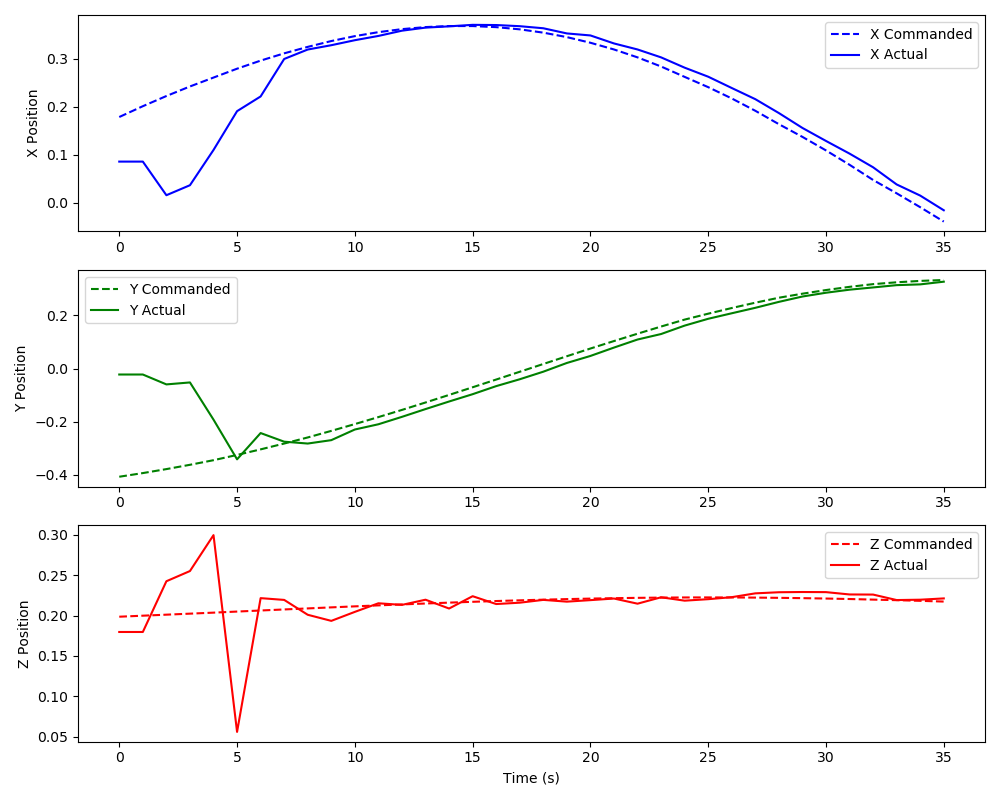 X Commanded
X Actual
X Position
0.3
0.2
0.1
0.0
0 5 10 15 20 25 30 35
Y Commanded
Y Actual
Y Position
0.2
0.0
−0.2
−0.4
0 5 10 15 20 25 30 35
Z Commanded
Z Actual
Z Position
0.30
0.25
0.20
0.15
0.10
0.05
0 5 10 15 20 25 30 35
Time (s)